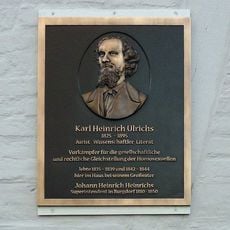 Karl Heinrich Ulrichs
1825 - 1895
Jurist Wissenschaftler Literat
Vorkämpfer für die gesellschaftliche
und rechtliche Gleichstellung der Homosexuellen
lebte 1835 - 1839 und 1842 - 1844
hier im Haus bei seinem Großvater
Johann Heinrich Heinrichs
Superintendent in Burgdorf 1810 - 1850